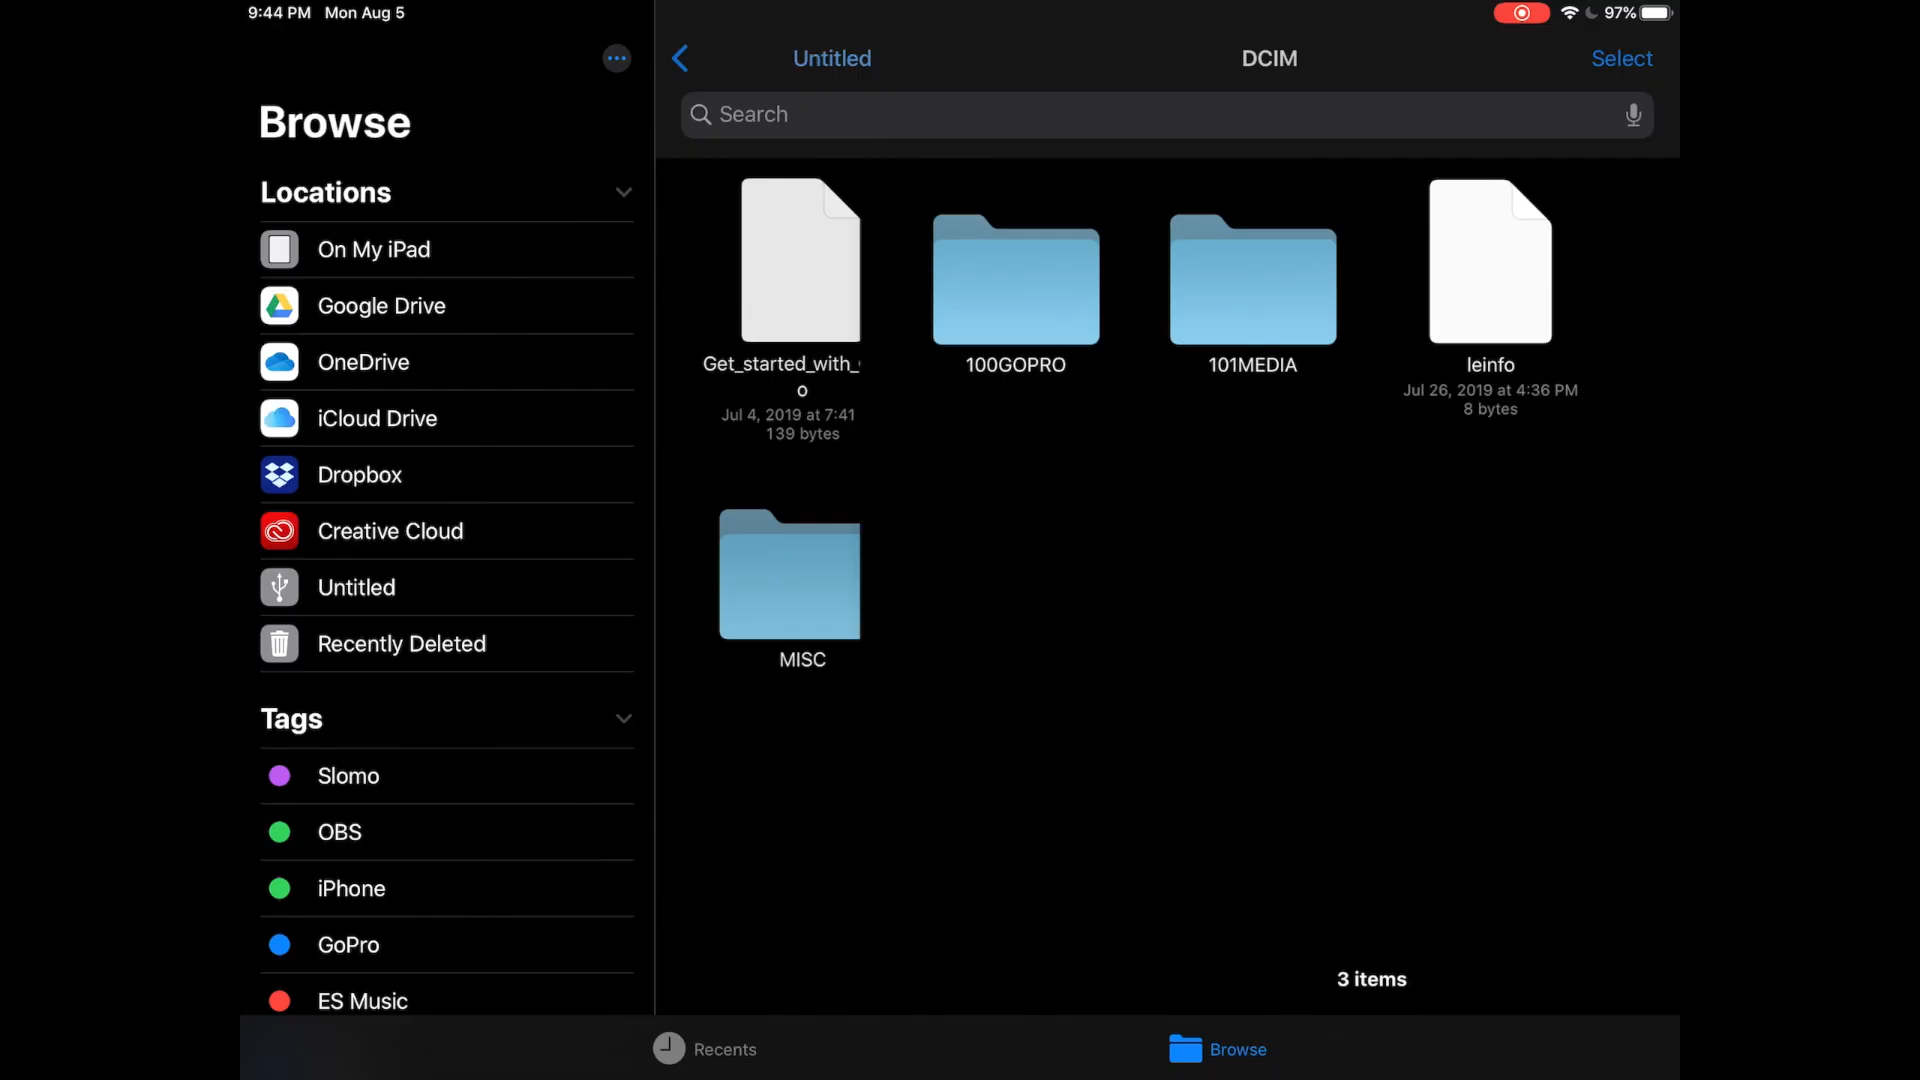 9:44 PM Mon Aug 5
97%
Browse
Locations
On My iPad
Google Drive
OneDrive
iCloud Drive
Dropbox
Creative Cloud
Untitled
Recently Deleted
Tags
Slomo
OBS
iPhone
GoPro
ES Music
Untitled
DCIM
Select
Search
Get_started_with_
o
Jul 4, 2019 at 7:41
139 bytes
100GOPRO
101MEDIA
leinfo
Jul 26, 2019 at 4:36 PM
8 bytes
MISC
3 items
Recents
Browse